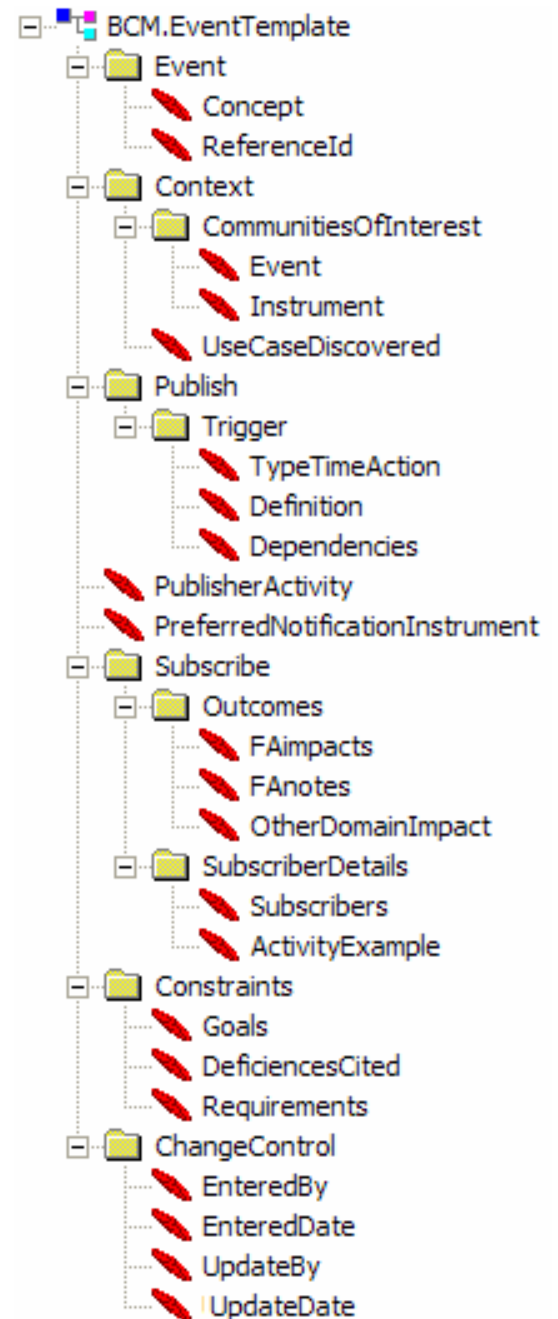 BCM.EventTemplate
Event
Concept
ReferenceId
Context
CommunitiesOfInterest
Event
Instrument
UseCaseDiscovered
Publish
Trigger
TypeTimeAction
Definition
Dependencies
PublisherActivity
PreferredNotificationInstrument
Subscribe
Outcomes
FAimpacts
FAnotes
OtherDomainImpact
SubscriberDetails
Subscribers
ActivityExample
Constraints
Goals
DeficiencesCited
Requirements
ChangeControl
EnteredBy
EnteredDate
UpdateBy
UpdateDate